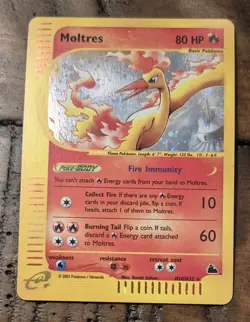 Moltres 80 HP
Basic Pokémon
Flame Pokémon. Length: 6' 7", Weight: 132 lbs.
POKé-BODY Fire Immunity
You can't attach Energy cards from your hand to Moltres.
Collect Fire If there are any
Energy cards in your discard pile, flip a
coin. If heads, attach 1 of them to
Moltres.
10
Burning Tail Flip a coin. If tails,
discard a Energy card attached
to Moltres.
60
weakness resistance retreat cost
-30
©2003 Pokémon / Nintendo